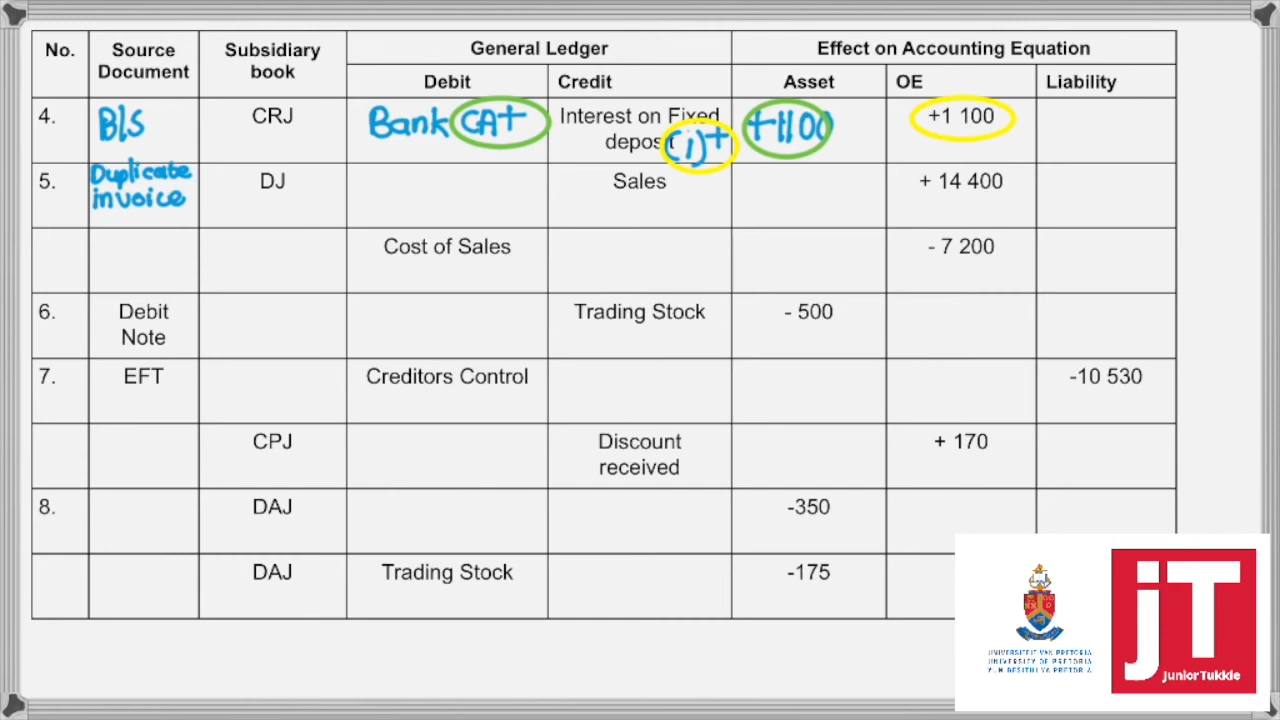 No. Source Document Subsidiary book General Ledger Effect on Accounting Equation
Debit Credit Asset OE Liability
4. B/S CRJ Bank CA+ Interest on Fixed deposit (i)+ +1100 +1 100
5. Duplicate invoice DJ Sales + 14 400
Cost of Sales - 7 200
6. Debit Note Trading Stock - 500
7. EFT Creditors Control -10 530
CPJ Discount received + 170
8. DAJ -350
DAJ Trading Stock -175
UNIVERSITEIT VAN PRETORIA
UNIVERSITY OF PRETORIA
YUNIBESITHI YA PRETORIA
jT
JuniorTukkie